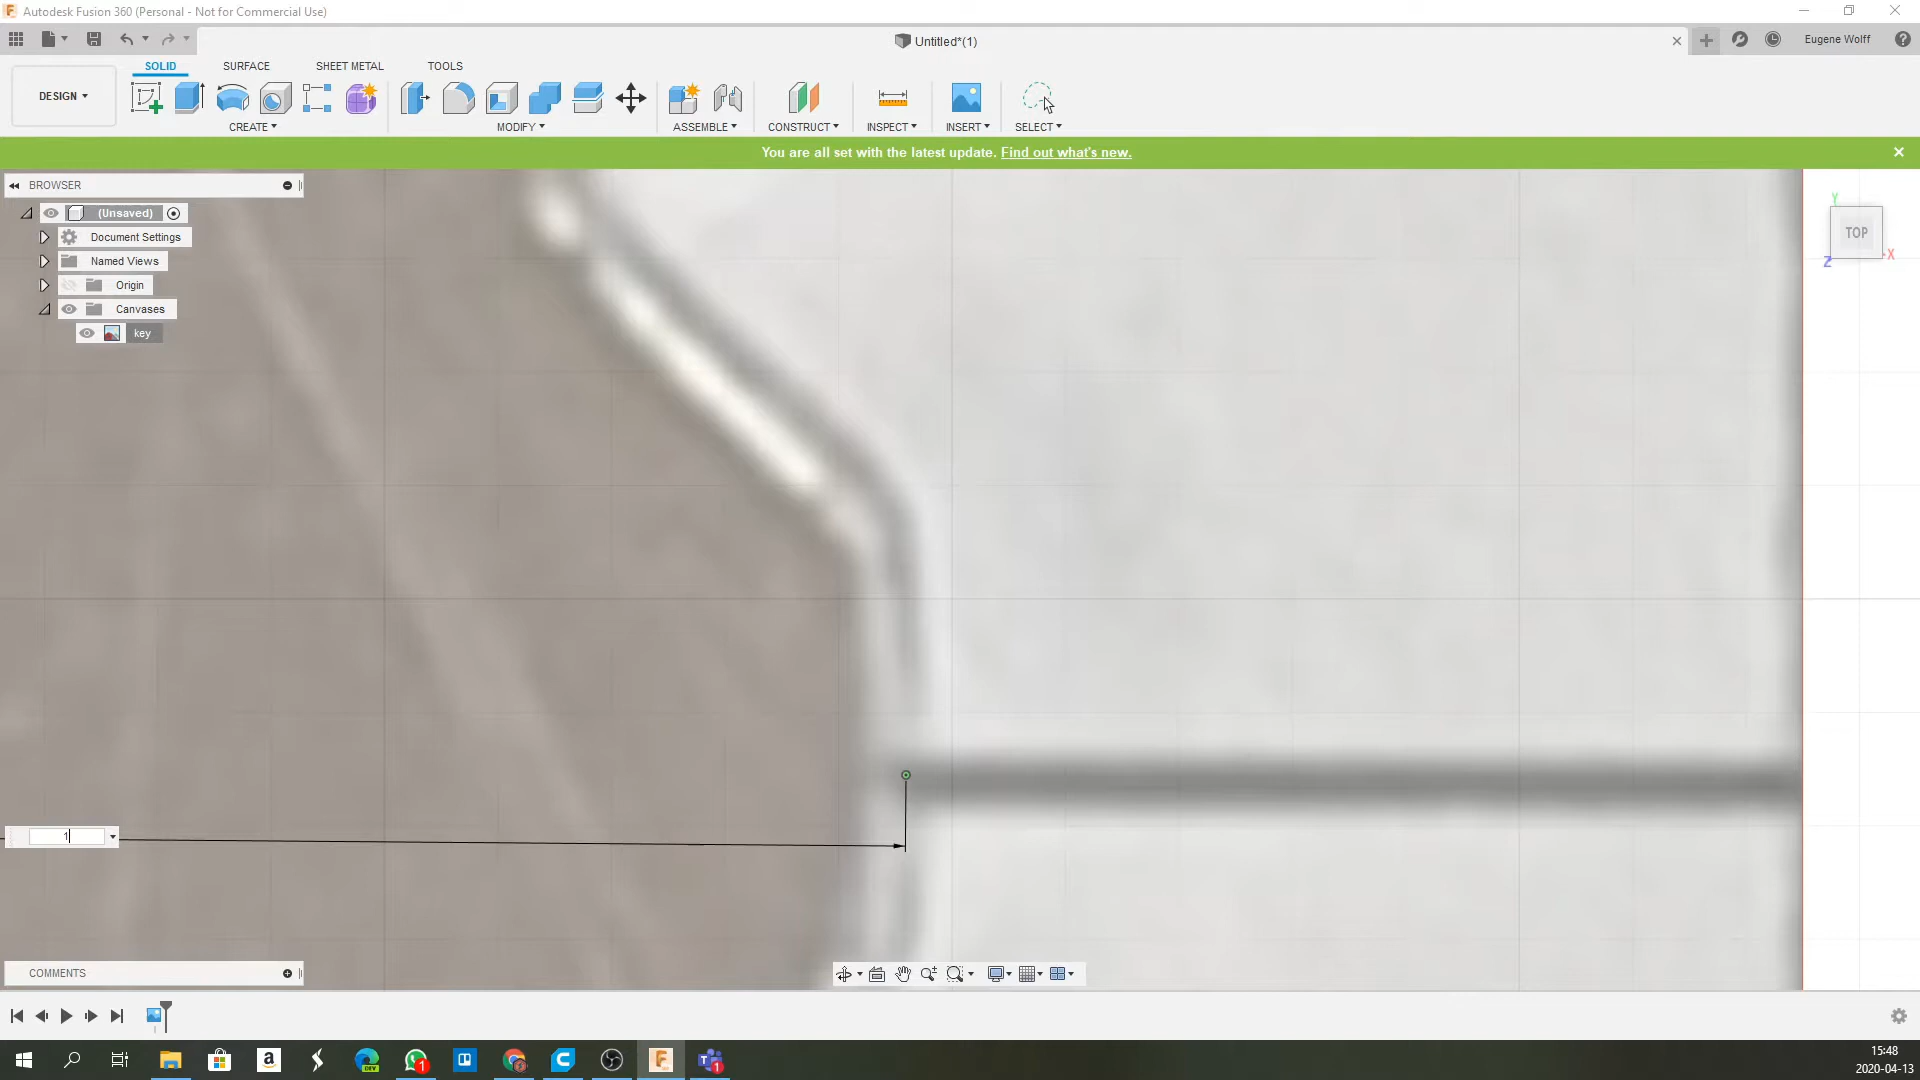 Autodesk Fusion 360 (Personal - Not for Commercial Use)
Untitled*(1)
Eugene Wolff
SOLID
SURFACE
SHEET METAL
TOOLS
DESIGN
CREATE
MODIFY
ASSEMBLE
CONSTRUCT
INSPECT
INSERT
SELECT
You are all set with the latest update. Find out what's new.
BROWSER
(Unsaved)
Document Settings
Named Views
Origin
Canvases
key
Y
TOP
X
Z
1
COMMENTS
15:48
2020-04-13